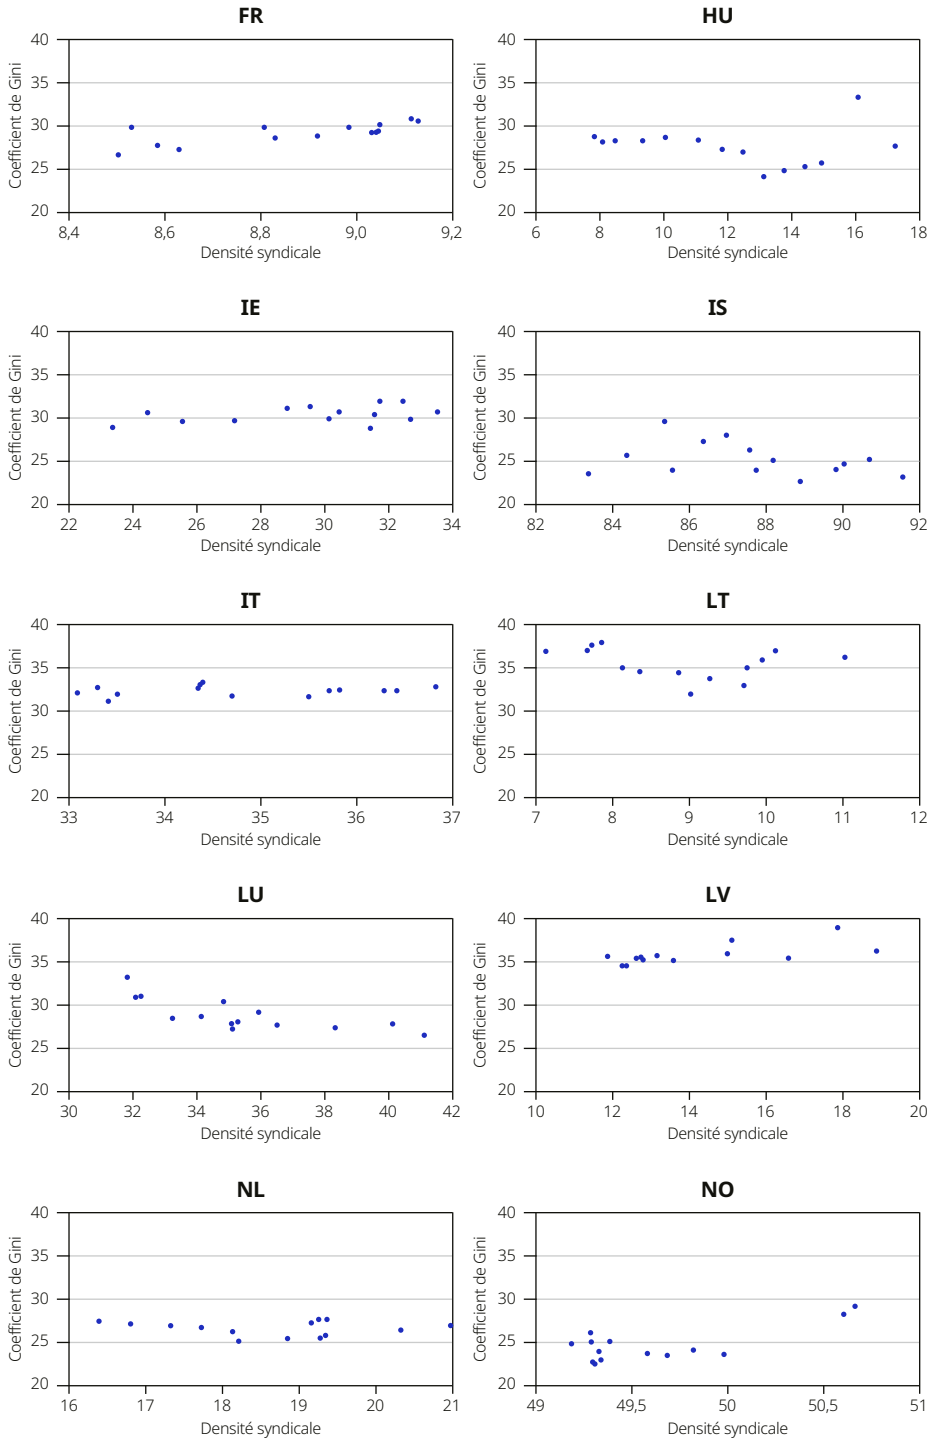 FR
Coefficient de Gini
40
35
30
25
20
8,4 8,6 8,8 9,0 9,2
Densité syndicale
HU
Coefficient de Gini
40
35
30
25
20
6 8 10 12 14 16 18
Densité syndicale
IE
Coefficient de Gini
40
35
30
25
20
22 24 26 28 30 32 34
Densité syndicale
IS
Coefficient de Gini
40
35
30
25
20
82 84 86 88 90 92
Densité syndicale
IT
Coefficient de Gini
40
35
30
25
20
33 34 35 36 37
Densité syndicale
LT
Coefficient de Gini
40
35
30
25
20
7 8 9 10 11 12
Densité syndicale
LU
Coefficient de Gini
40
35
30
25
20
30 32 34 36 38 40 42
Densité syndicale
LV
Coefficient de Gini
40
35
30
25
20
10 12 14 16 18 20
Densité syndicale
NL
Coefficient de Gini
40
35
30
25
20
16 17 18 19 20 21
Densité syndicale
NO
Coefficient de Gini
40
35
30
25
20
49 49,5 50 50,5 51
Densité syndicale